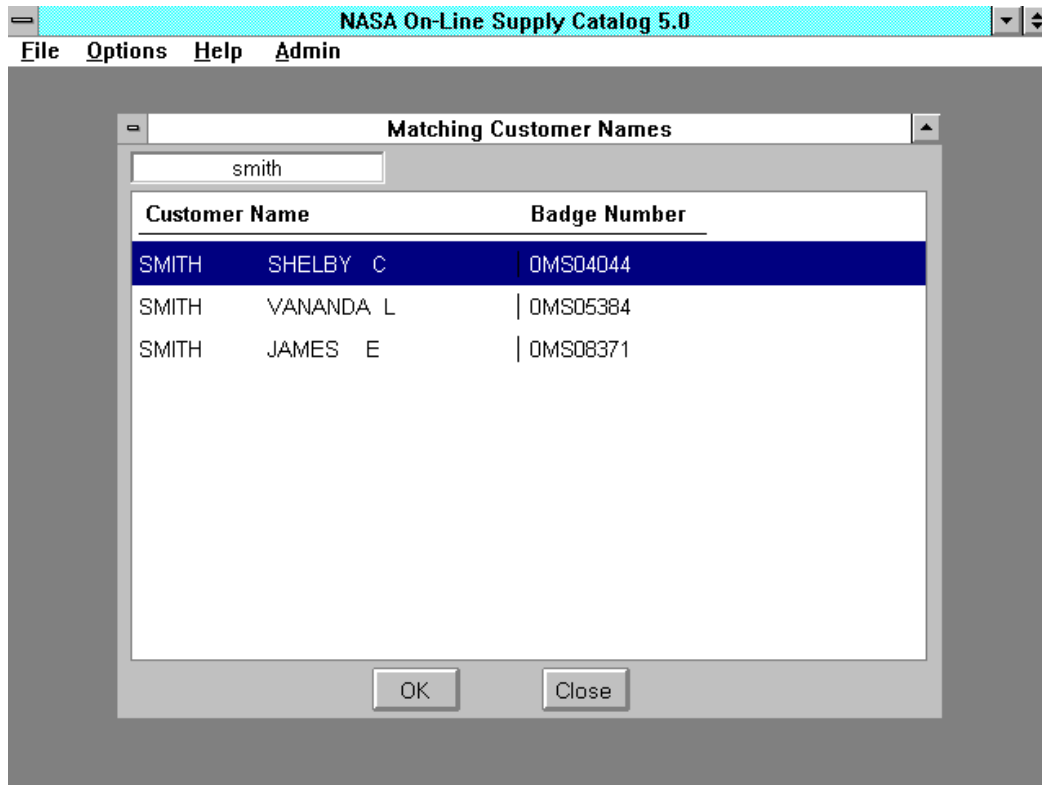 NASA On-Line Supply Catalog 5.0
File Options Help Admin
Matching Customer Names
smith
Customer Name Badge Number
SMITH SHELBY C 0MS04044
SMITH VANANDA L 0MS05384
SMITH JAMES E 0MS08371
OK Close